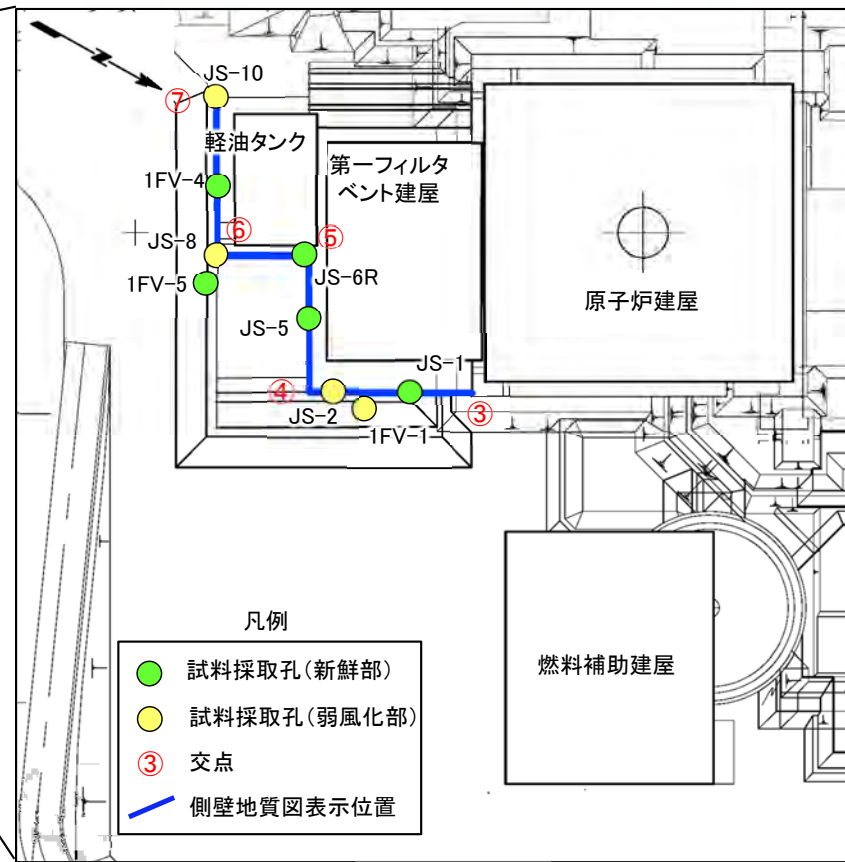 N
JS-10
⑦
軽油タンク
第一フィルタ
ベント建屋
1FV-4
⑥
⑤
JS-8
JS-6R
1FV-5
原子炉建屋
JS-5
JS-1
④
JS-2
③
1FV-1
燃料補助建屋
凡例
試料採取孔(新鮮部)
試料採取孔(弱風化部)
③ 交点
側壁地質図表示位置